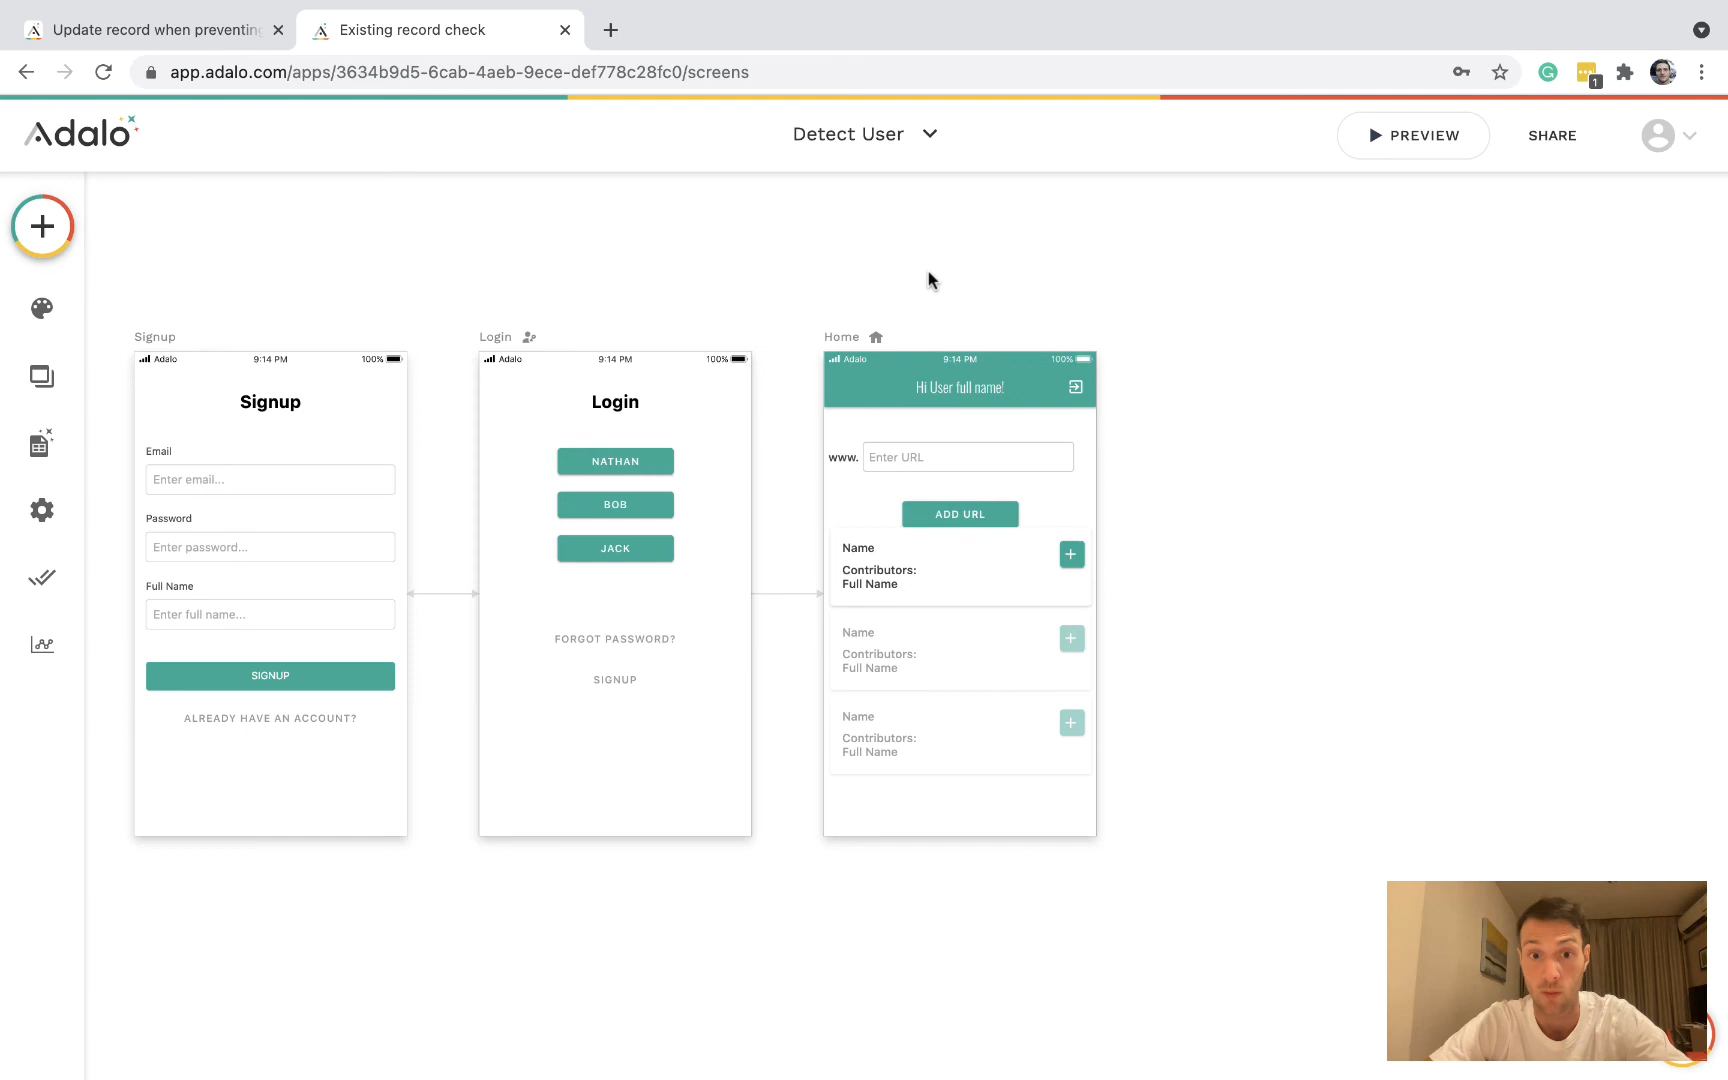 Update record when preventing
Existing record check
app.adalo.com/apps/3634b9d5-6cab-4aeb-9ece-def778c28fc0/screens
1
Adalo
Detect User
PREVIEW
SHARE
Signup
Adalo
9:14 PM
100%
Signup
Email
Enter email...
Password
Enter password...
Full Name
Enter full name...
SIGNUP
ALREADY HAVE AN ACCOUNT?
Login
Adalo
9:14 PM
100%
Login
NATHAN
BOB
JACK
FORGOT PASSWORD?
SIGNUP
Home
Adalo
9:14 PM
100%
Hi User full name!
www.
Enter URL
ADD URL
Name
Contributors:
Full Name
Name
Contributors:
Full Name
Name
Contributors:
Full Name